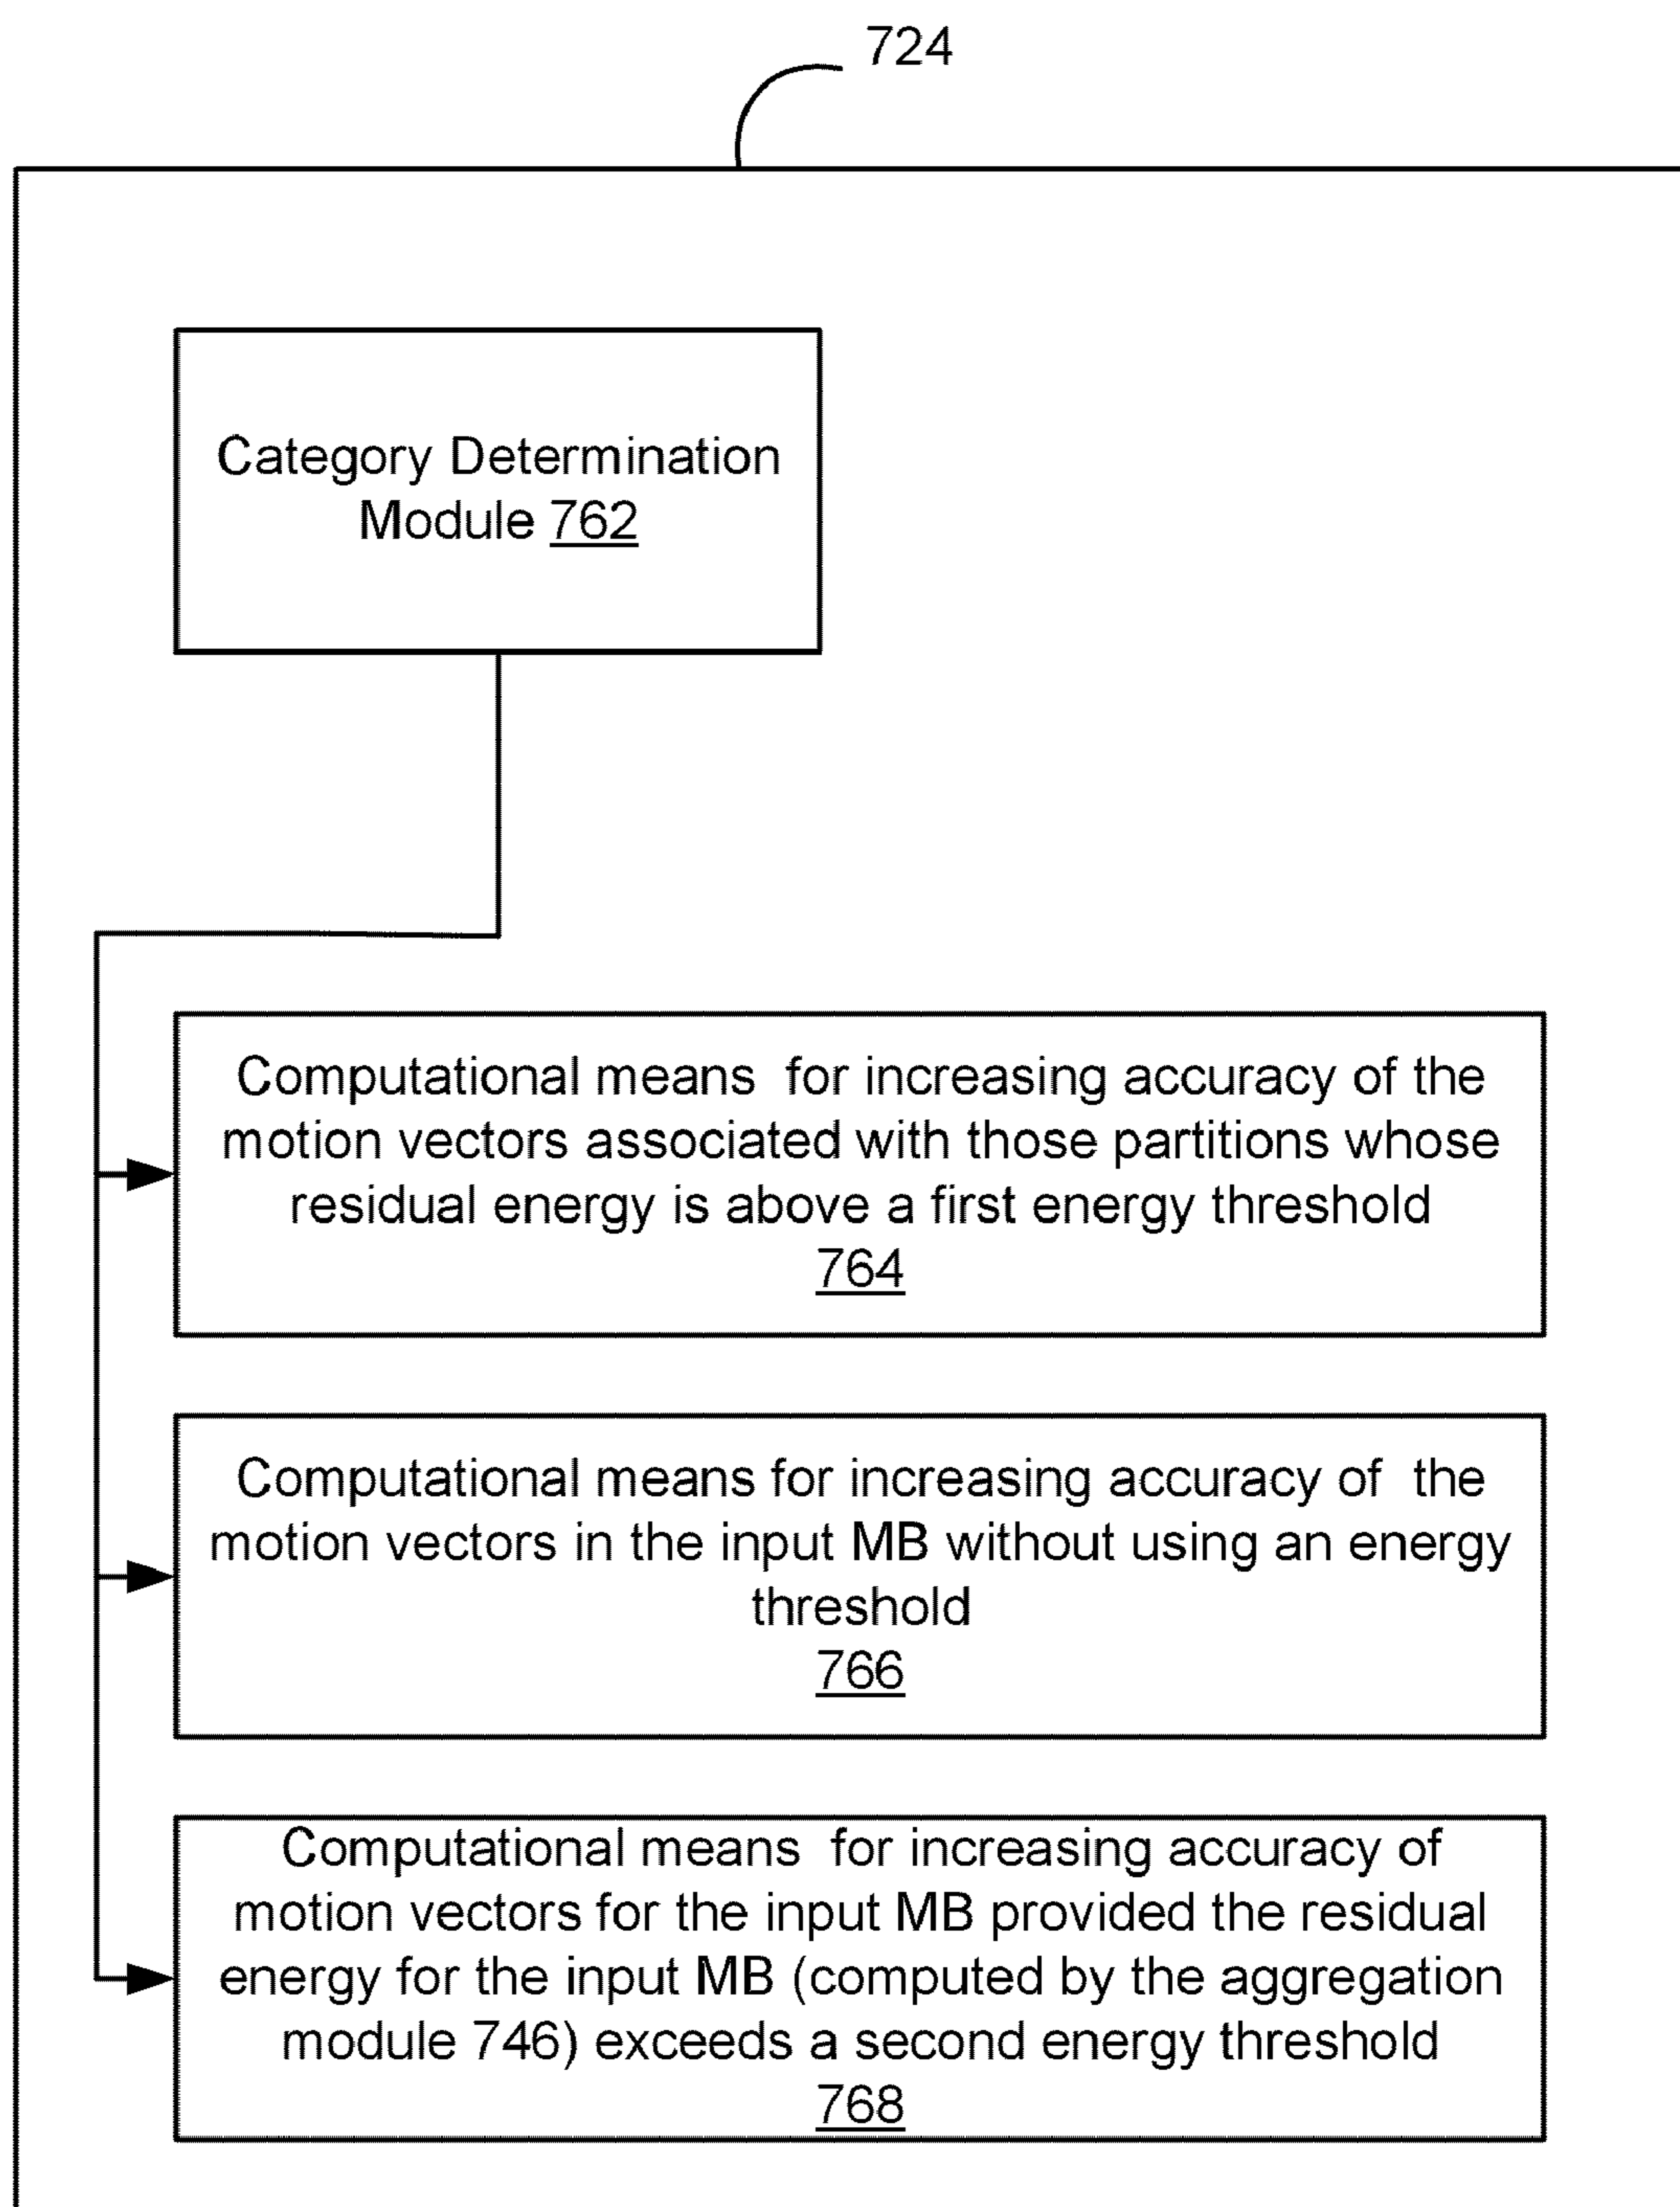 724
Category Determination
Module 762
Computational means for increasing accuracy of the
motion vectors associated with those partitions whose
residual energy is above a first energy threshold
764
Computational means for increasing accuracy of the
motion vectors in the input MB without using an energy
threshold
766
Computational means for increasing accuracy of
motion vectors for the input MB provided the residual
energy for the input MB (computed by the aggregation
module 746) exceeds a second energy threshold
768